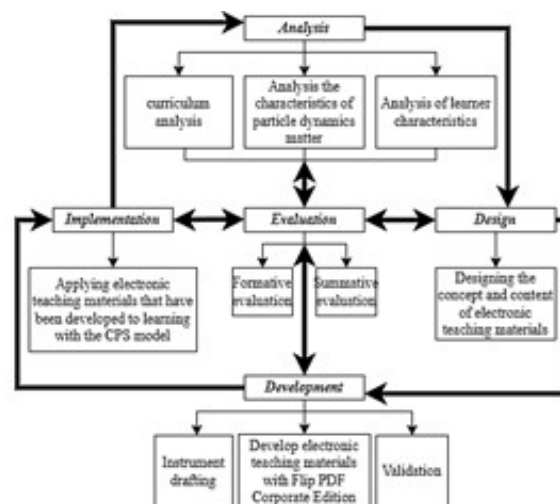 Analysis
curriculum
analysis
Analysis the
characteristics of
particle dynamics
matter
Analysis of learner
characteristics
Implementation
Evaluation
Design
Applying electronic
teaching materials that have
been developed to learning
with the CPS model
Formative
evaluation
Summative
evaluation
Designing the
concept and content
of electronic
teaching materials
Development
Instrument
drafting
Develop electronic
teaching materials
with Flip PDF
Corporate Edition
Validation